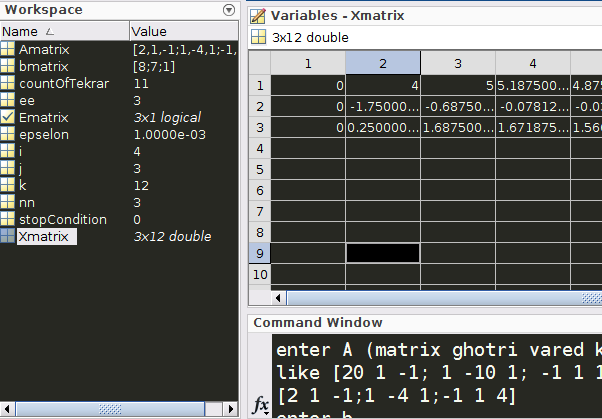 Workspace
Name Value
Amatrix [2,1,-1;1,-4,1;-1,
bmatrix [8;7;1]
countOfTekrar 11
ee 3
Ematrix 3x1 logical
epselon 1.0000e-03
i 4
j 3
k 12
nn 3
stopCondition 0
Xmatrix 3x12 double
Variables - Xmatrix
3x12 double
1 2 3 4
1 0 4 5 5.187500... 4.875
2 0 -1.75000... -0.68750... -0.07812... -0.03
3 0 0.250000... 1.687500... 1.671875... 1.566
4
5
6
7
8
9
10
Command Window
enter A (matrix ghotri vared k
like [20 1 -1; 1 -10 1; -1 1 1
[2 1 -1;1 -4 1;-1 1 4]
enter b
fx